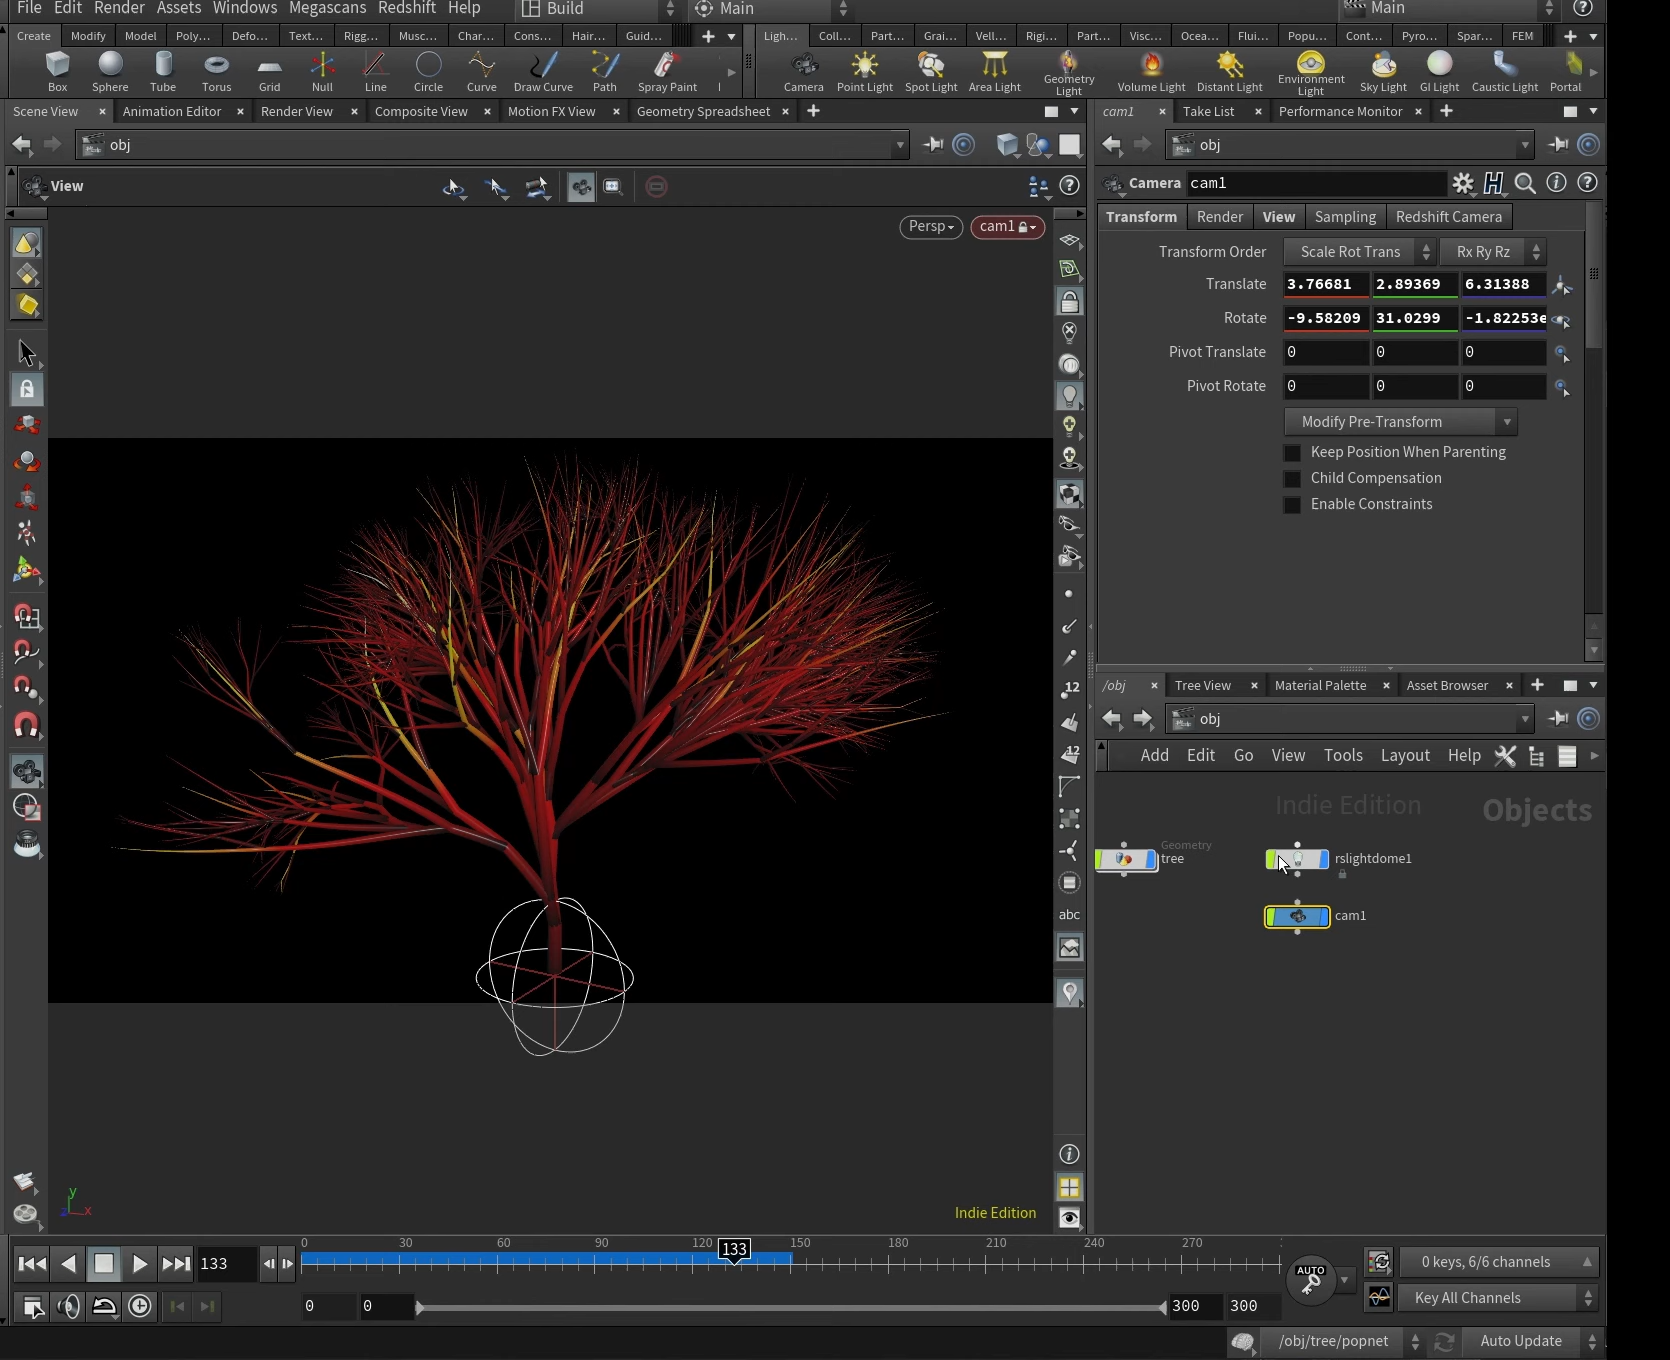 File Edit Render Assets Windows Megascans Redshift Help Build Main Main
Create Modify Model Poly... Defo... Text... Rigg... Musc... Char... Cons... Hair... Guid...
Ligh... Coll... Part... Grai... Vell... Rigi... Part... Visc... Ocea... Flui... Popu... Cont... Pyro... Spar... FEM
Box Sphere Tube Torus Grid Null Line Circle Curve Draw Curve Path Spray Paint
Camera Point Light Spot Light Area Light Geometry Light Volume Light Distant Light Environment Light Sky Light GI Light Caustic Light Portal
Scene View Animation Editor Render View Composite View Motion FX View Geometry Spreadsheet
cam1 Take List Performance Monitor
obj
obj
View
Camera cam1
Persp cam1
Transform Render View Sampling Redshift Camera
Transform Order Scale Rot Trans Rx Ry Rz
Translate 3.76681 2.89369 6.31388
Rotate -9.58209 31.0299 -1.82253e
Pivot Translate 0 0 0
Pivot Rotate 0 0 0
Modify Pre-Transform
Keep Position When Parenting
Child Compensation
Enable Constraints
/obj Tree View Material Palette Asset Browser
obj
Add Edit Go View Tools Layout Help
Indie Edition Objects
Geometry
tree
rslightdome1
cam1
12
12
abc
y
z x
Indie Edition
133
0 30 60 90 120 133 150 180 210 240 270
AUTO
0 keys, 6/6 channels
0 0 300 300
Key All Channels
/obj/tree/popnet Auto Update